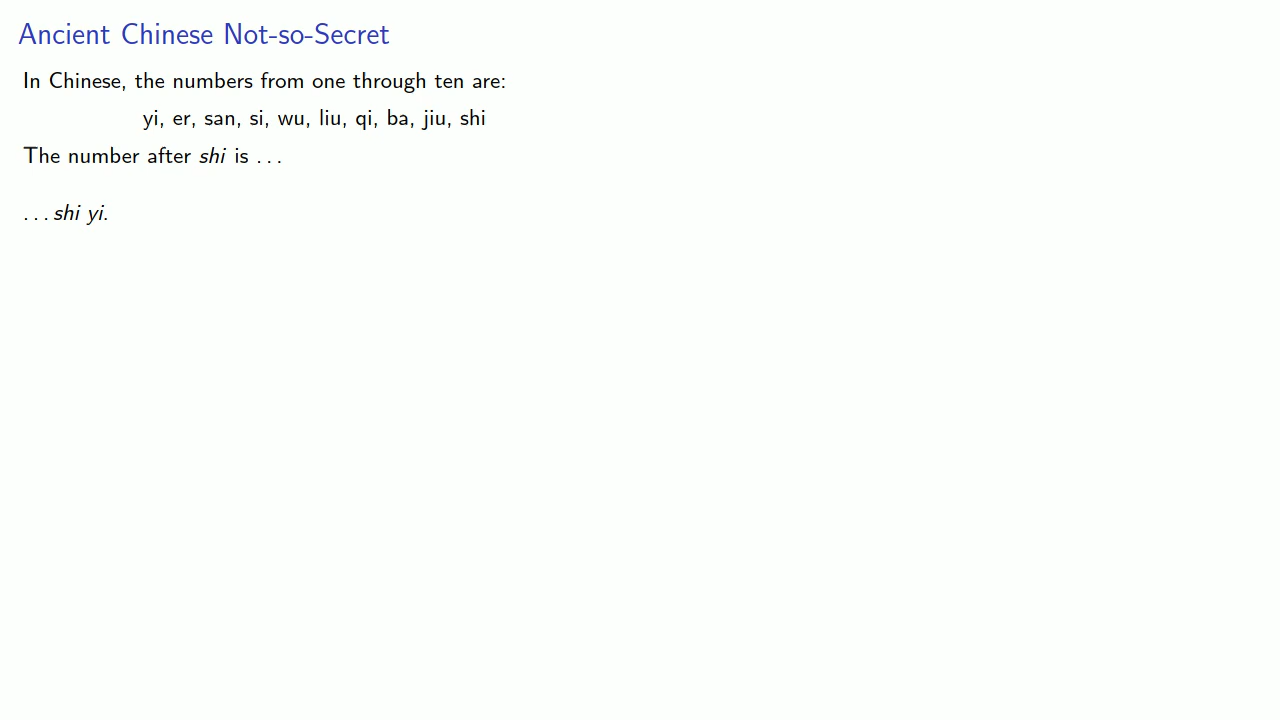 Ancient Chinese Not-so-Secret
In Chinese, the numbers from one through ten are:
yi, er, san, si, wu, liu, qi, ba, jiu, shi
The number after shi is ...
...shi yi.